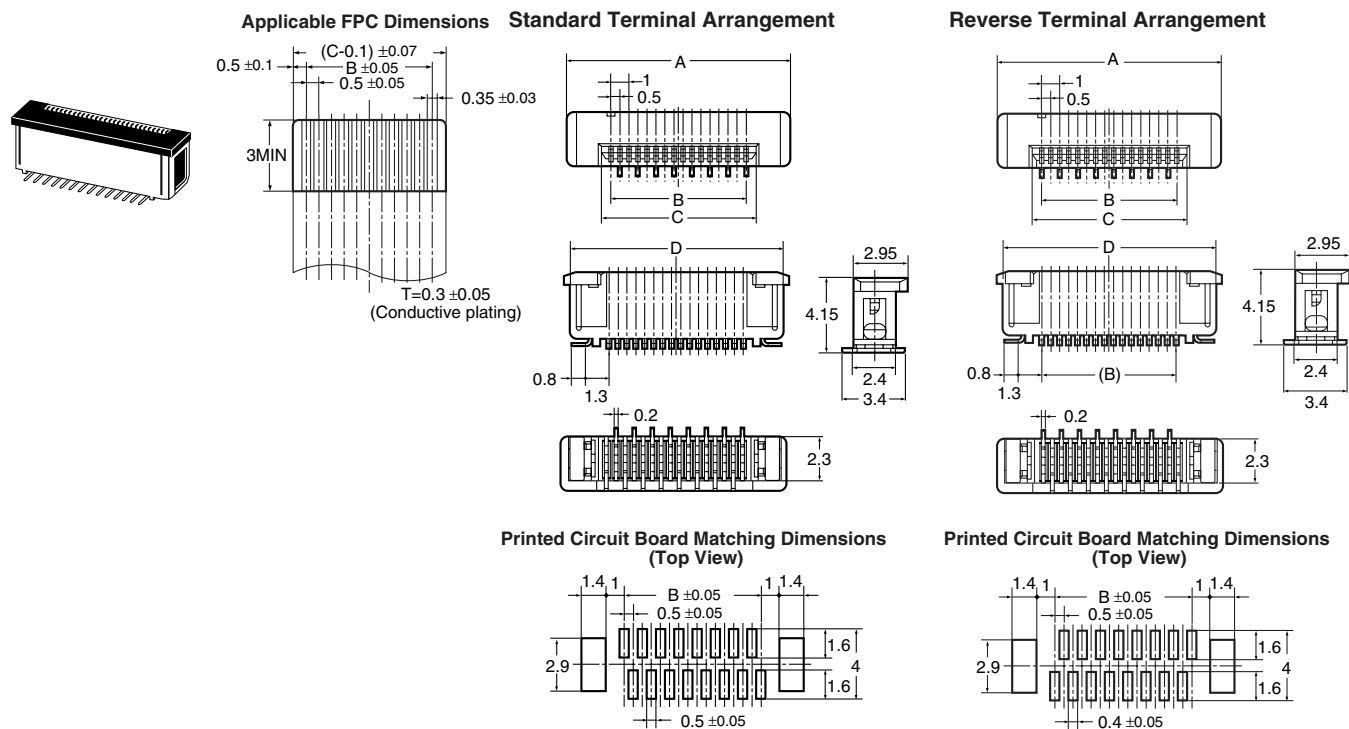 Applicable FPC Dimensions
(C-0.1) ±0.07
0.5 ±0.1
B ±0.05
0.5 ±0.05
0.35 ±0.03
3MIN
T=0.3 ±0.05
(Conductive plating)
Standard Terminal Arrangement
A
1
0.5
B
C
D
2.95
4.15
0.8
1.3
2.4
3.4
0.2
2.3
Printed Circuit Board Matching Dimensions
(Top View)
1.4 1 B ±0.05 1 1.4
0.5 ±0.05
2.9
1.6
4
1.6
0.5 ±0.05
Reverse Terminal Arrangement
A
1
0.5
B
C
D
2.95
4.15
0.8
(B)
1.3
2.4
3.4
0.2
2.3
Printed Circuit Board Matching Dimensions
(Top View)
1.4 1 B ±0.05 1 1.4
0.5 ±0.05
2.9
1.6
4
1.6
0.4 ±0.05